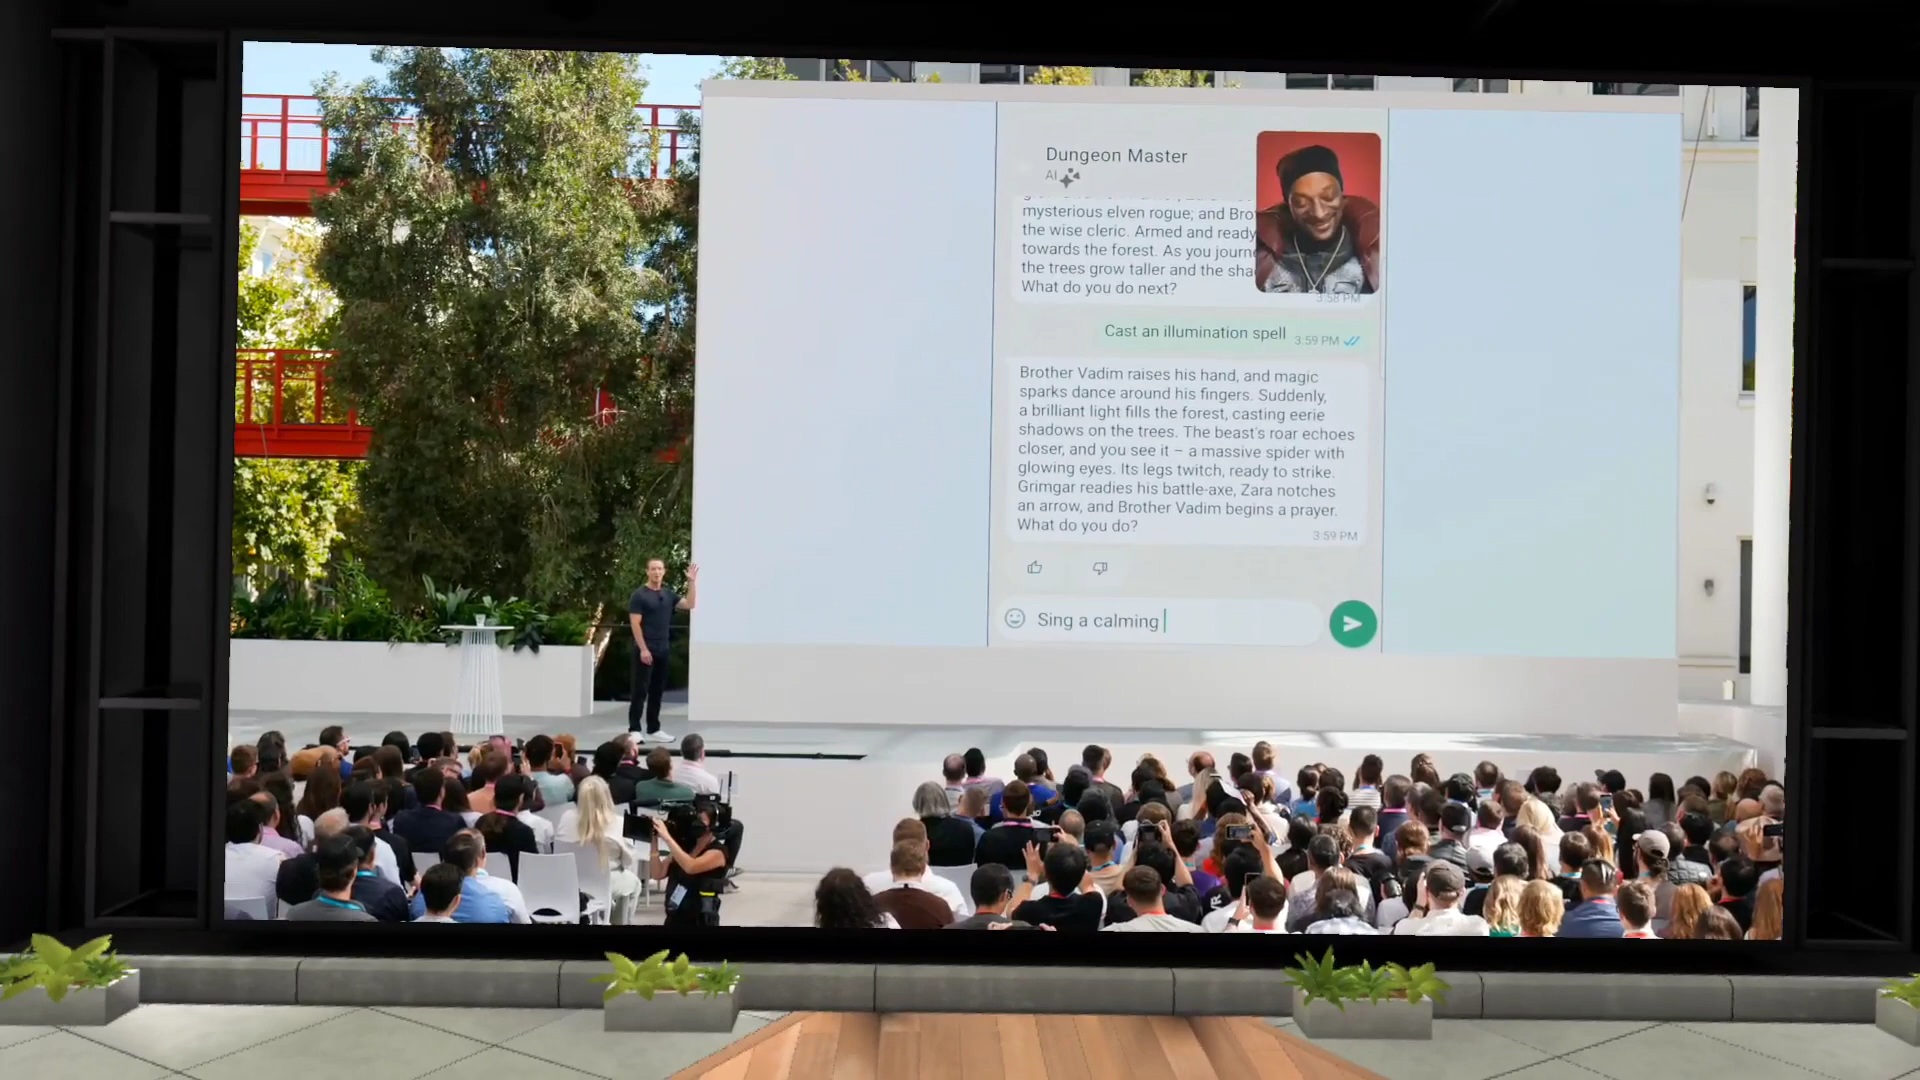 Dungeon Master
AI
mysterious elven rogue; and
the wise cleric. Armed and ready
towards the forest. As you
the trees grow taller and the
What do you do next?
3:58 PM
Cast an illumination spell 3:59 PM
Brother Vadim raises his hand, and magic
sparks dance around his fingers. Suddenly,
a brilliant light fills the forest, casting eerie
shadows on the trees. The beast's roar echoes
closer, and you see it – a massive spider with
glowing eyes. Its legs twitch, ready to strike.
Grimgar readies his battle-axe, Zara notches
an arrow, and Brother Vadim begins a prayer.
What do you do?
3:59 PM
Sing a calming